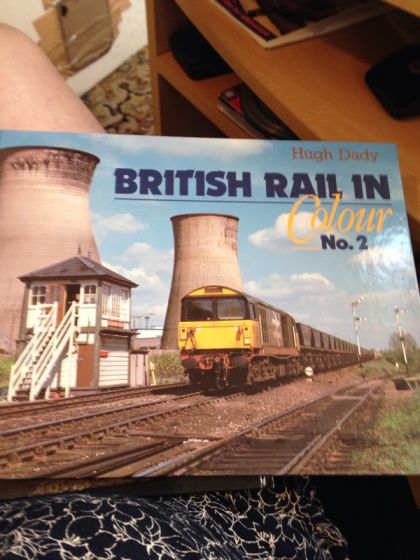 Hugh Dady
BRITISH RAIL IN
Colour
No. 2